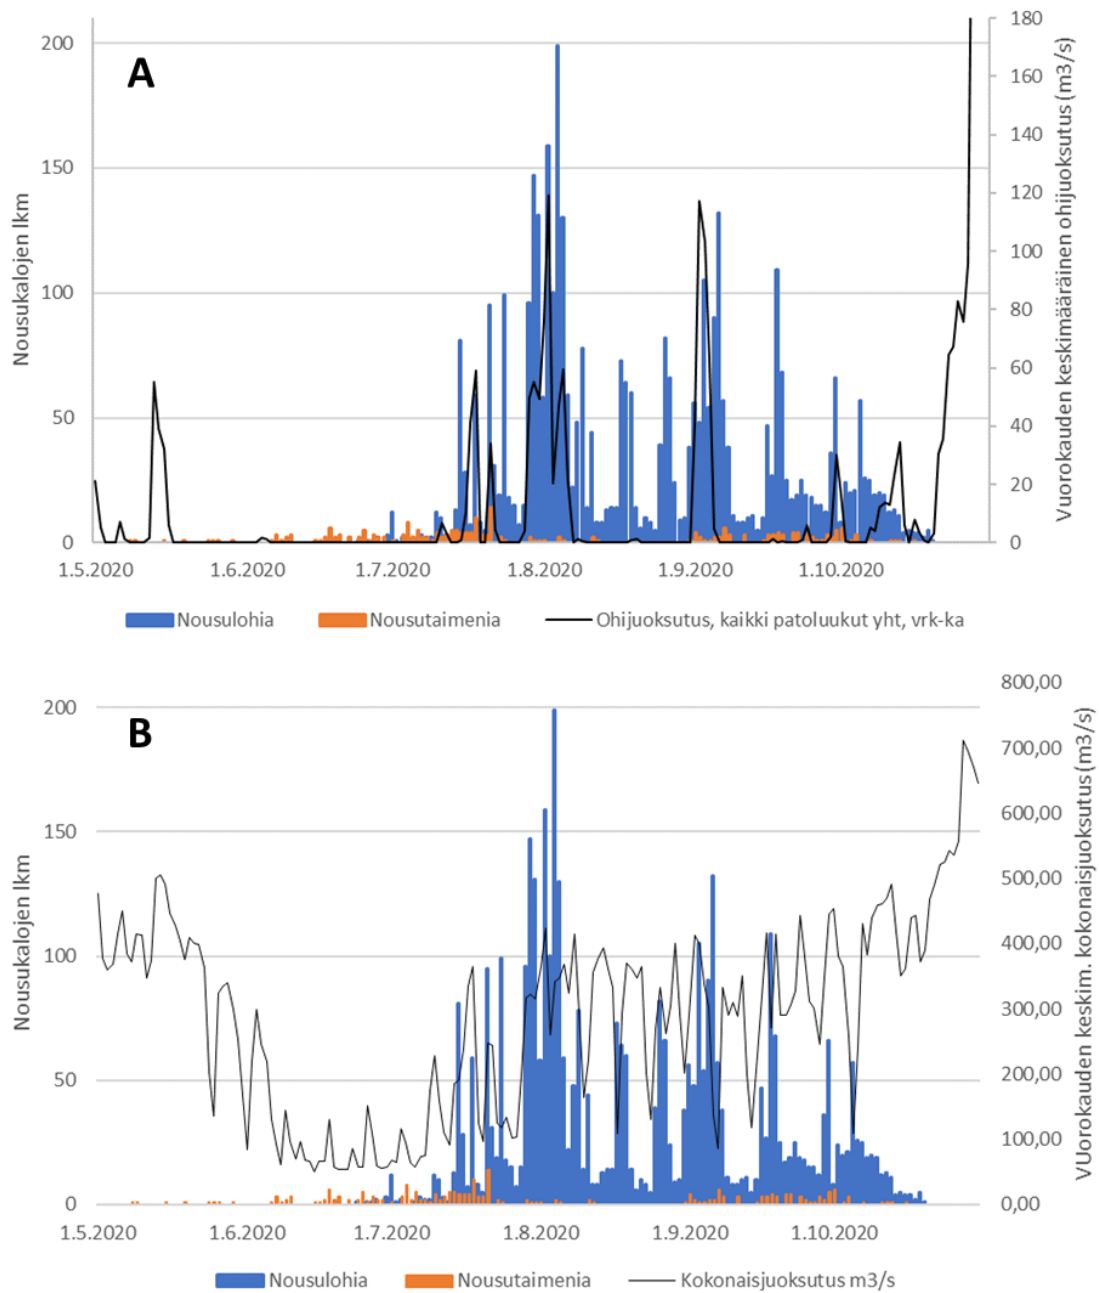 A
200
150
100
50
0
Nousukalojen lkm
180
160
140
120
100
80
60
40
20
0
Vuorokauden keskimääräinen ohijuoksutus (m3/s)
1.5.2020 1.6.2020 1.7.2020 1.8.2020 1.9.2020 1.10.2020
Nousulohia Nousutaimenia Ohijuoksutus, kaikki patoluukut yht, vrk-ka
B
200
150
100
50
0
Nousukalojen lkm
800,00
700,00
600,00
500,00
400,00
300,00
200,00
100,00
0,00
VUorokauden keskim. kokonaisjuoksutus (m3/s)
1.5.2020 1.6.2020 1.7.2020 1.8.2020 1.9.2020 1.10.2020
Nousulohia Nousutaimenia Kokonaisjuoksutus m3/s